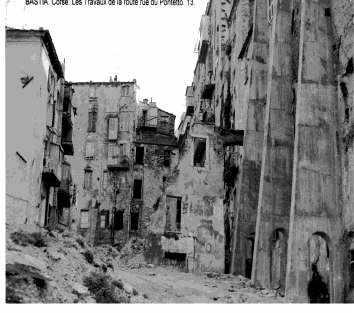 BASTIA. Corse. Les Travaux de la route rue du Pontetto. 13.